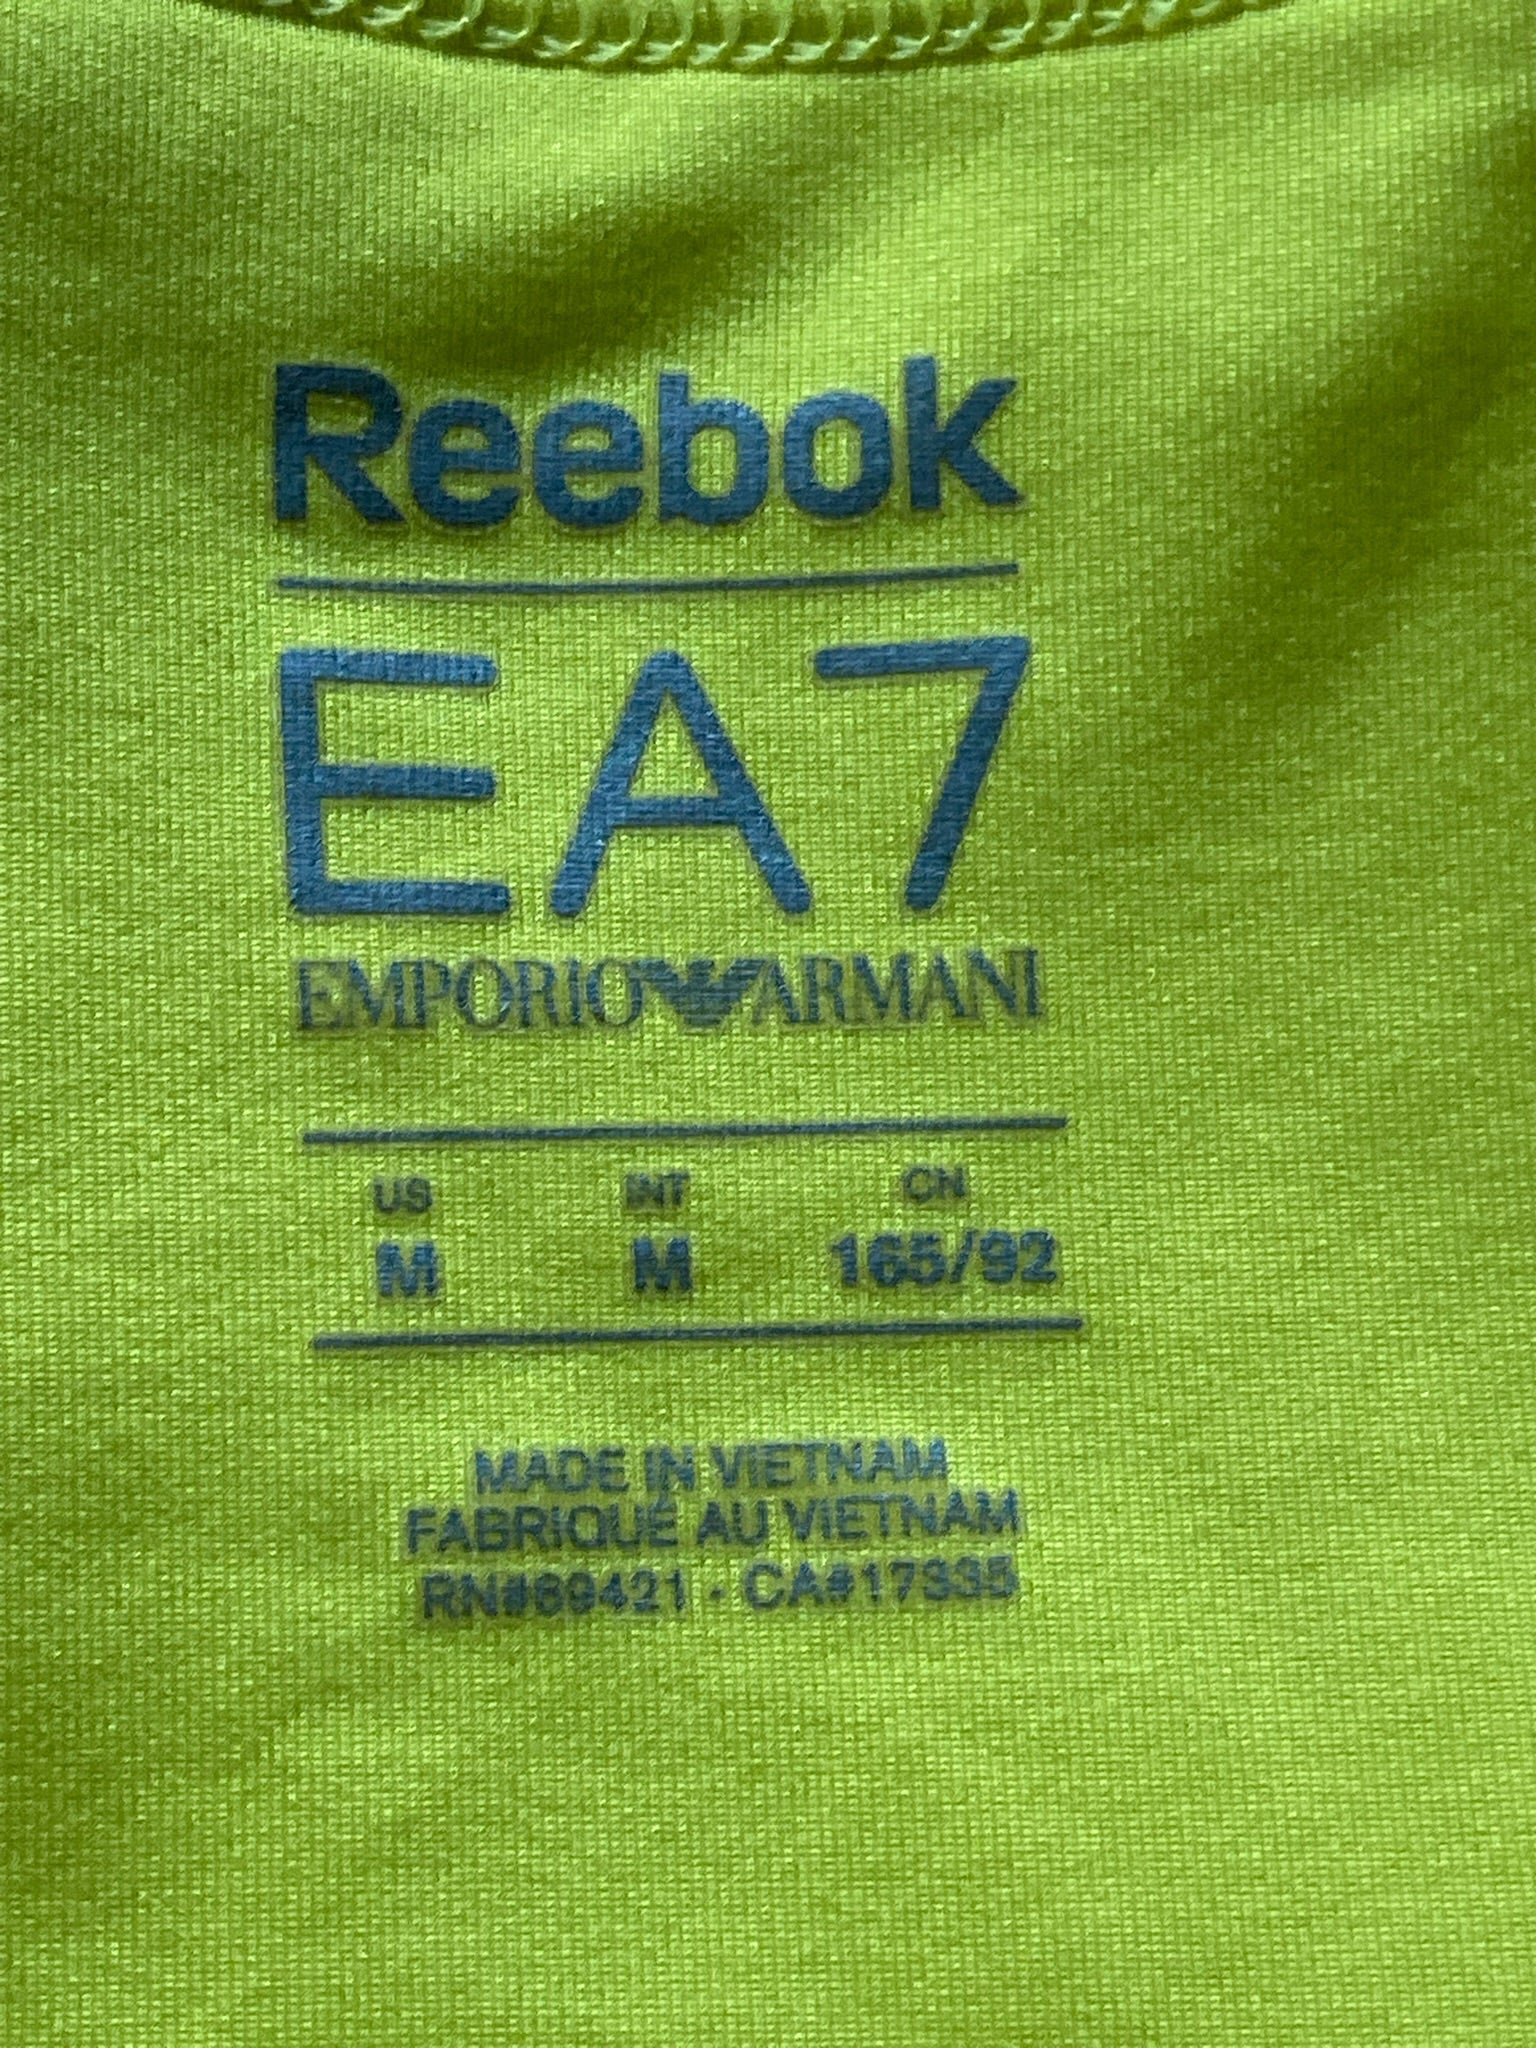 Reebok
EA7
EMPORIO ARMANI
US INT CN
M M 165/92
MADE IN VIETNAM
FABRIQUÉ AU VIETNAM
RN#69421 · CA#17335